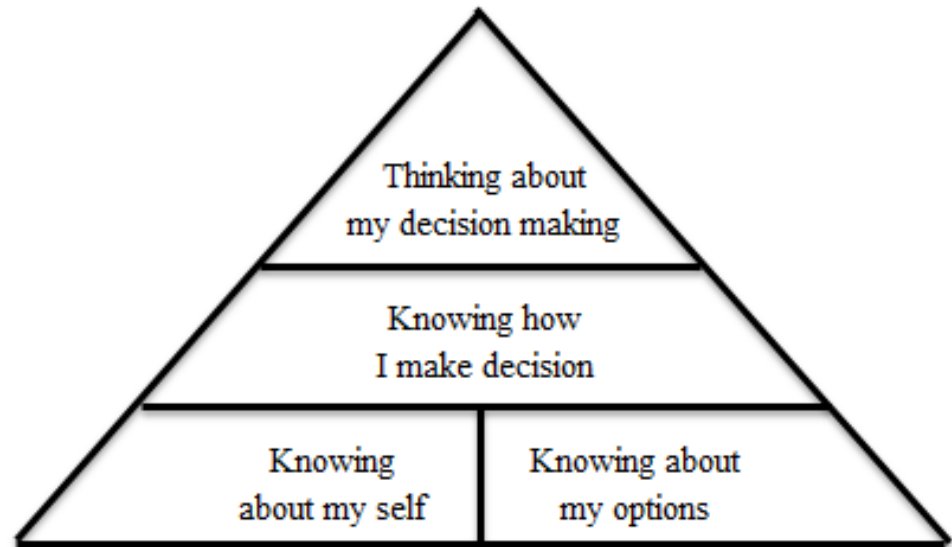 Thinking about
my decision making
Knowing how
I make decision
Knowing
about my self
Knowing about
my options